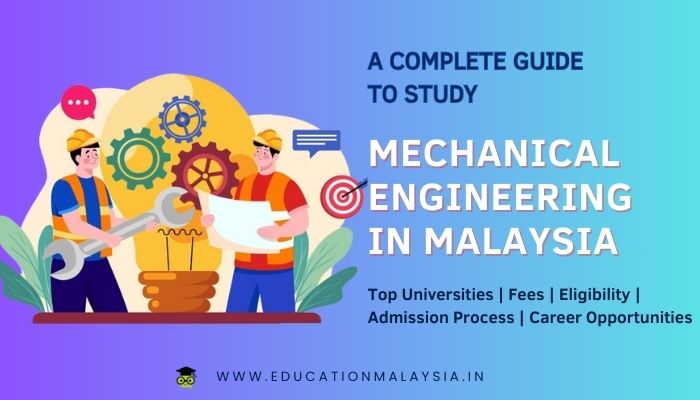 A COMPLETE GUIDE
TO STUDY
MECHANICAL
ENGINEERING
IN MALAYSIA
Top Universities | Fees | Eligibility |
Admission Process | Career Opportunities
WWW.EDUCATIONMALAYSIA.IN